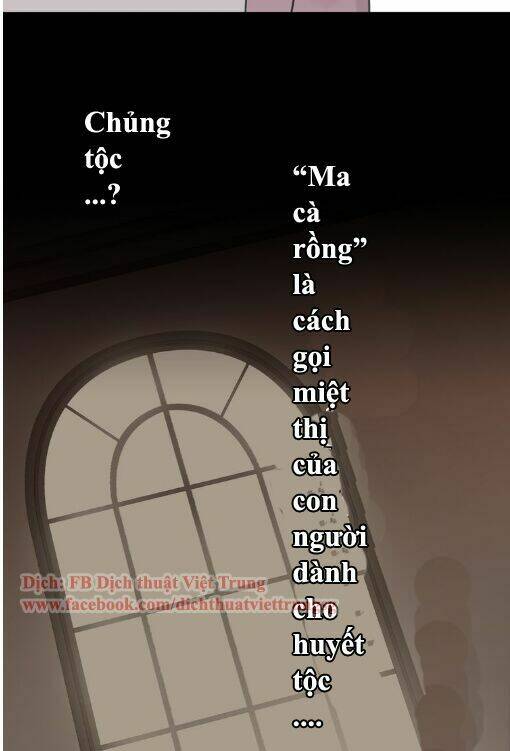 Chủng
tộc
...?
“Ma
cà
rồng”
là
cách
gọi
miệt
thị
của
con
người
dành
cho
huyết
tộc
....
Dịch: FB Dịch thuật Việt Trung
www.facebook.com/dichthuatviettrung